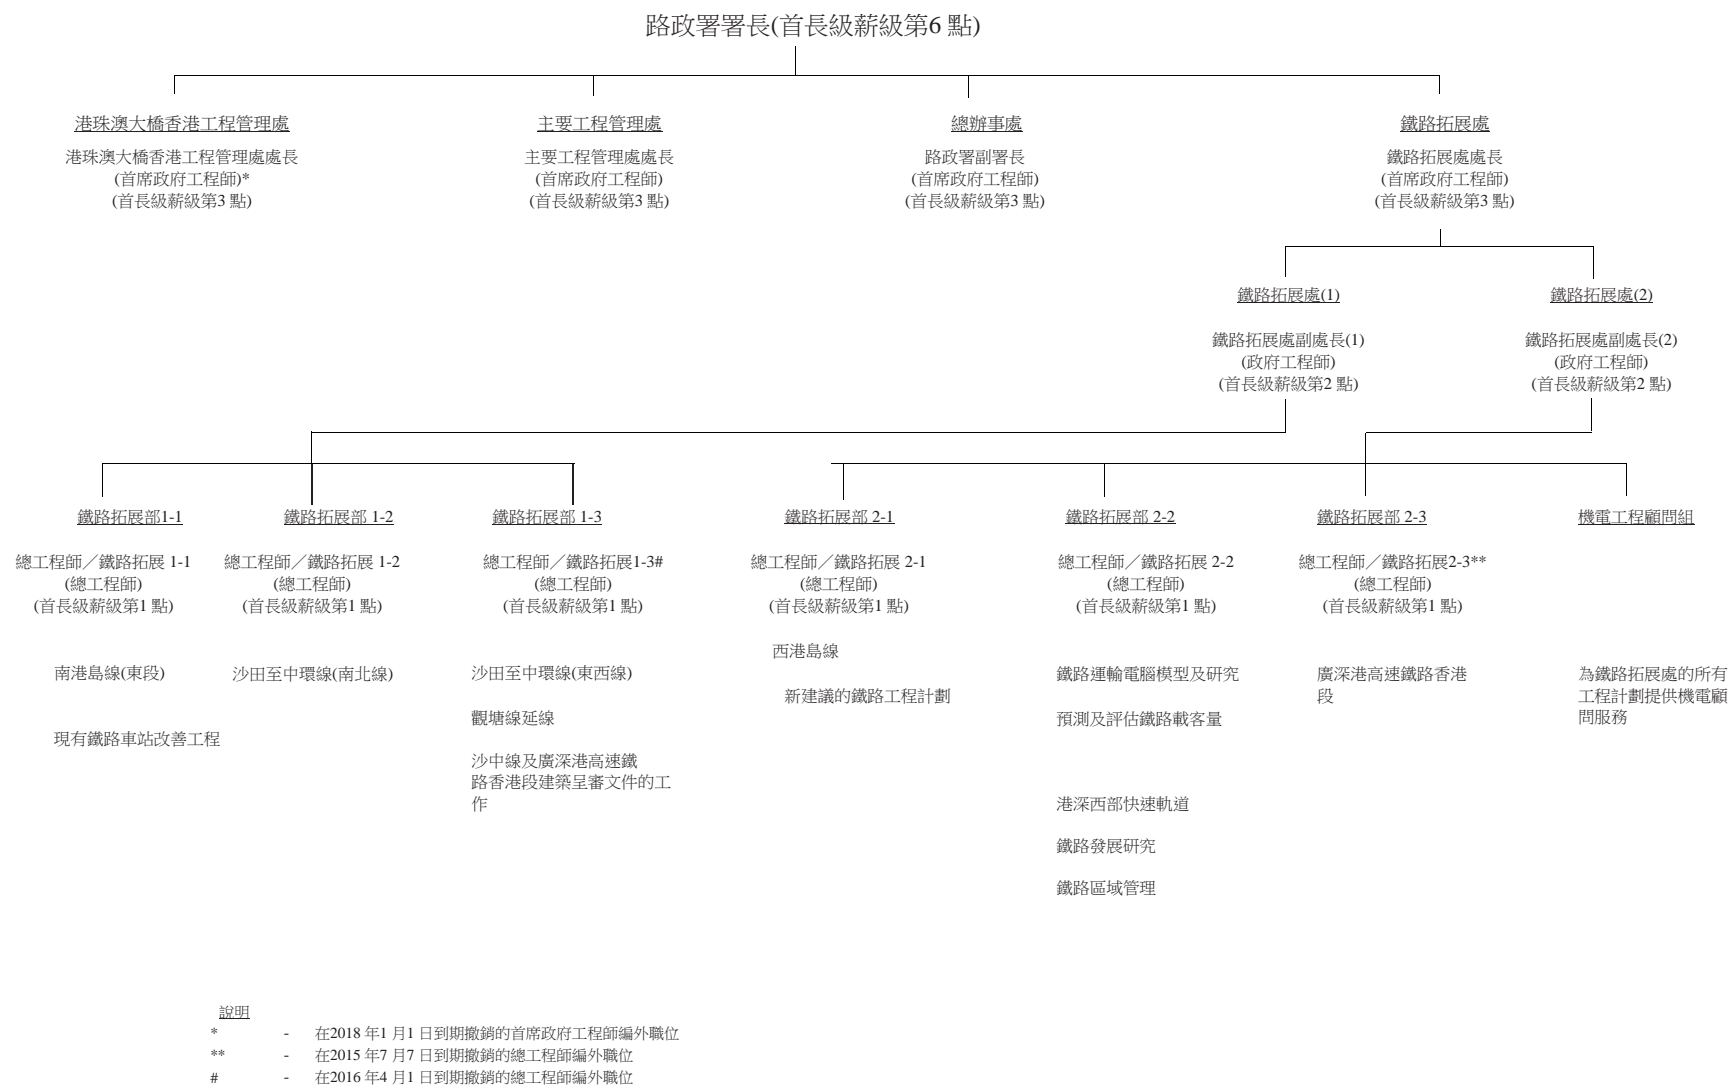 路政署署長(首長級薪級第6 點)
港珠澳大橋香港工程管理處
港珠澳大橋香港工程管理處處長
(首席政府工程師)*
(首長級薪級第3 點)
主要工程管理處
主要工程管理處處長
(首席政府工程師)
(首長級薪級第3 點)
總辦事處
路政署副署長
(首席政府工程師)
(首長級薪級第3 點)
鐵路拓展處
鐵路拓展處處長
(首席政府工程師)
(首長級薪級第3 點)
鐵路拓展處(1)
鐵路拓展處副處長(1)
(政府工程師)
(首長級薪級第2 點)
鐵路拓展處(2)
鐵路拓展處副處長(2)
(政府工程師)
(首長級薪級第2 點)
鐵路拓展部1-1
總工程師／鐵路拓展 1-1
(總工程師)
(首長級薪級第1 點)
南港島線(東段)
現有鐵路車站改善工程
鐵路拓展部 1-2
總工程師／鐵路拓展 1-2
(總工程師)
(首長級薪級第1 點)
沙田至中環線(南北線)
鐵路拓展部 1-3
總工程師／鐵路拓展1-3#
(總工程師)
(首長級薪級第1 點)
沙田至中環線(東西線)
觀塘線延線
沙中線及廣深港高速鐵
路香港段建築呈審文件的工
作
鐵路拓展部 2-1
總工程師／鐵路拓展 2-1
(總工程師)
(首長級薪級第1 點)
西港島線
新建議的鐵路工程計劃
鐵路拓展部 2-2
總工程師／鐵路拓展 2-2
(總工程師)
(首長級薪級第1 點)
鐵路運輸電腦模型及研究
預測及評估鐵路載客量
港深西部快速軌道
鐵路發展研究
鐵路區域管理
鐵路拓展部 2-3
總工程師／鐵路拓展2-3**
(總工程師)
(首長級薪級第1 點)
廣深港高速鐵路香港
段
機電工程顧問組
為鐵路拓展處的所有
工程計劃提供機電顧
問服務
說明
* - 在2018 年1 月1 日到期撤銷的首席政府工程師編外職位
** - 在2015 年7 月7 日到期撤銷的總工程師編外職位
# - 在2016 年4 月1 日到期撤銷的總工程師編外職位